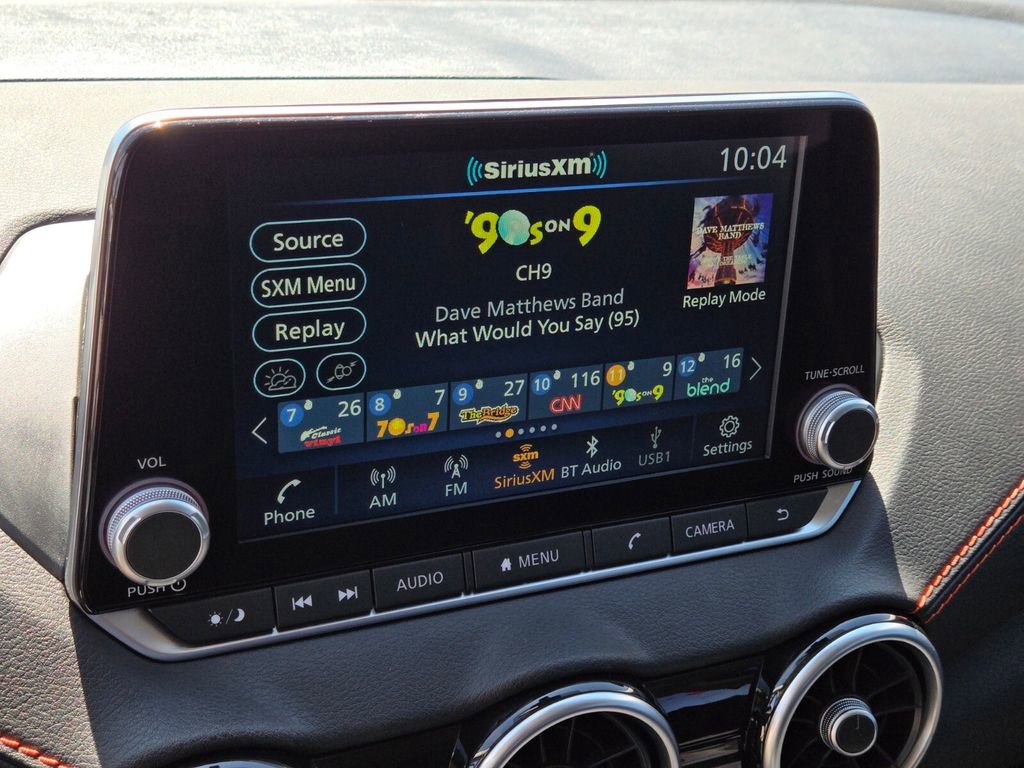 SiriusXM
10:04
Source
SXM Menu
Replay
'90s ON 9
CH9
Dave Matthews Band
What Would You Say (95)
DAVE MATTHEWS
BAND
Replay Mode
7 26
Classic
Vinyl
8 7
70s on 7
9 27
The Bridge
10 116
CNN
11 9
'90s ON 9
12 16
the
blend
Phone
AM
FM
sxm
SiriusXM
BT Audio
USB1
Settings
VOL
PUSH
TUNE·SCROLL
PUSH SOUND
AUDIO
MENU
CAMERA